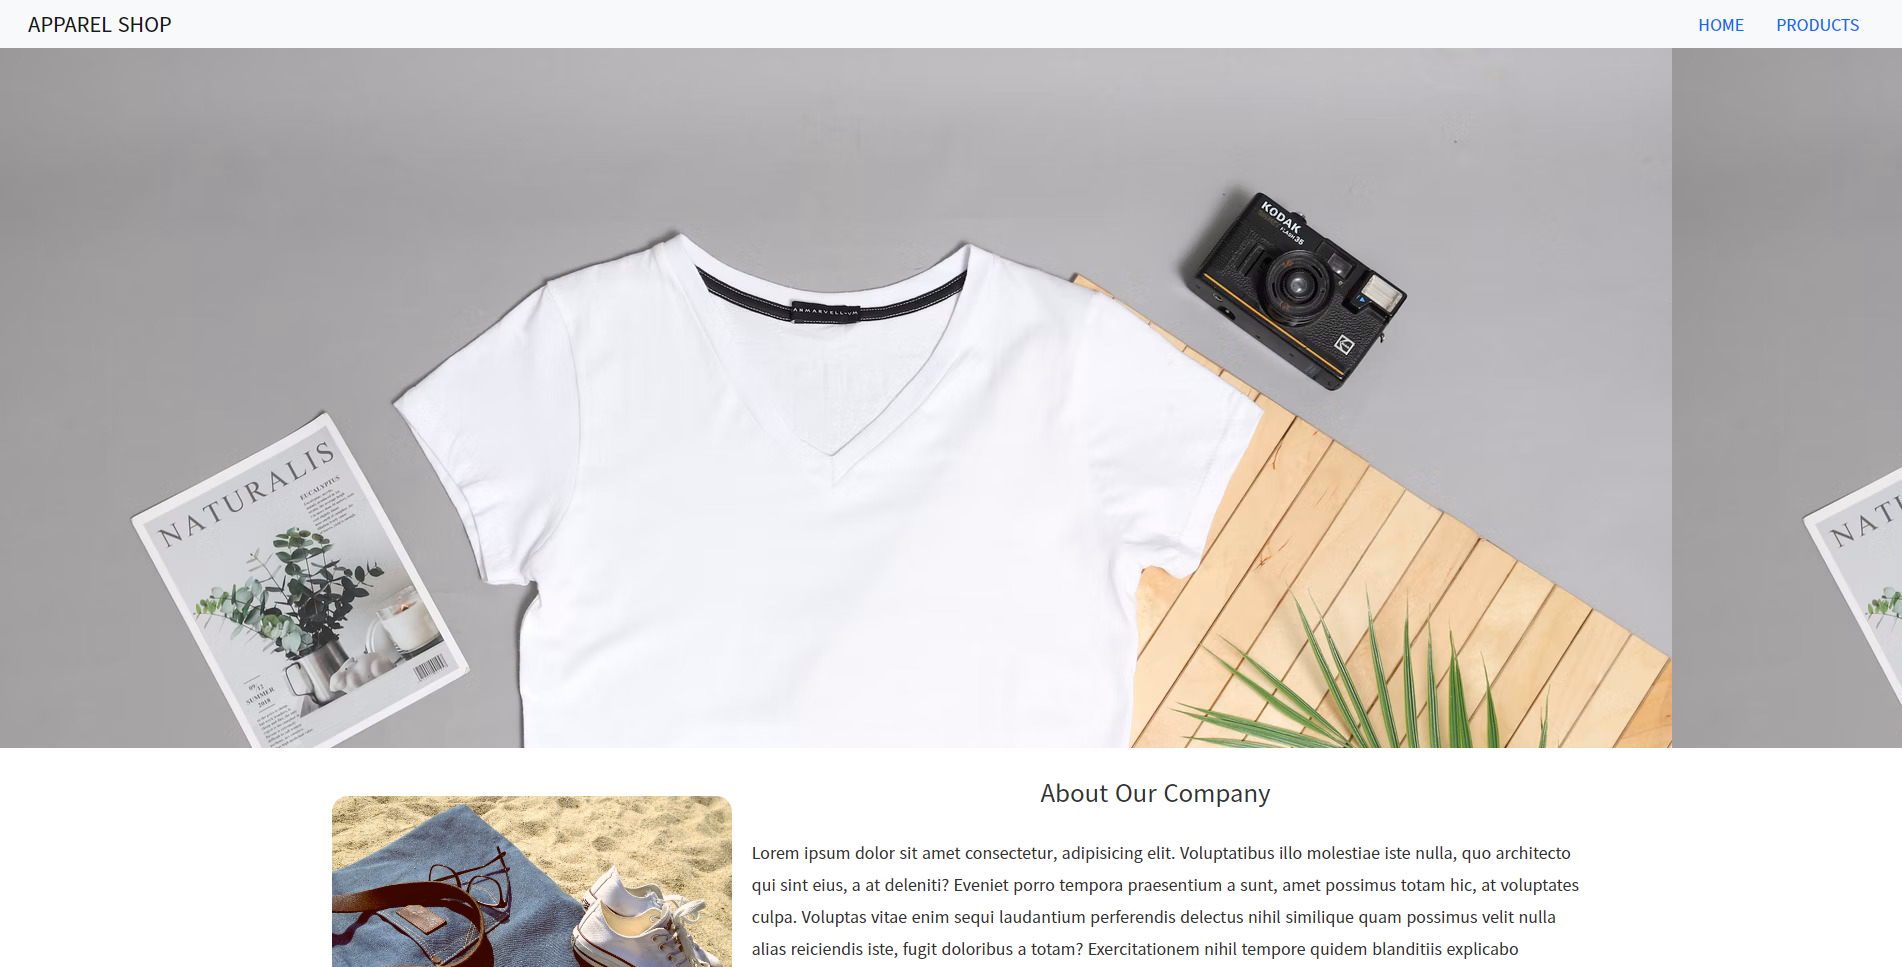 APPAREL SHOP
HOME
PRODUCTS
KODAK
FLASH 35
NATURALIS
EUCALYPTUS
SUMMER
2018
NATU
About Our Company
Lorem ipsum dolor sit amet consectetur, adipisicing elit. Voluptatibus illo molestiae iste nulla, quo architecto
qui sint eius, a at deleniti? Eveniet porro tempora praesentium a sunt, amet possimus totam hic, at voluptates
culpa. Voluptas vitae enim sequi laudantium perferendis delectus nihil similique quam possimus velit nulla
alias reiciendis iste, fugit doloribus a totam? Exercitationem nihil tempore quidem blanditiis explicabo